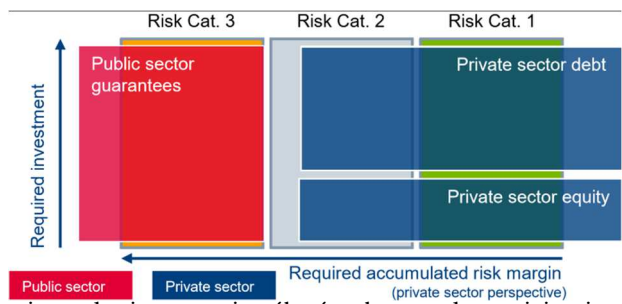 Risk Cat. 3 Risk Cat. 2 Risk Cat. 1
Public sector
guarantees
Private sector debt
Private sector equity
Required investment
Required accumulated risk margin
(private sector perspective)
Public sector Private sector